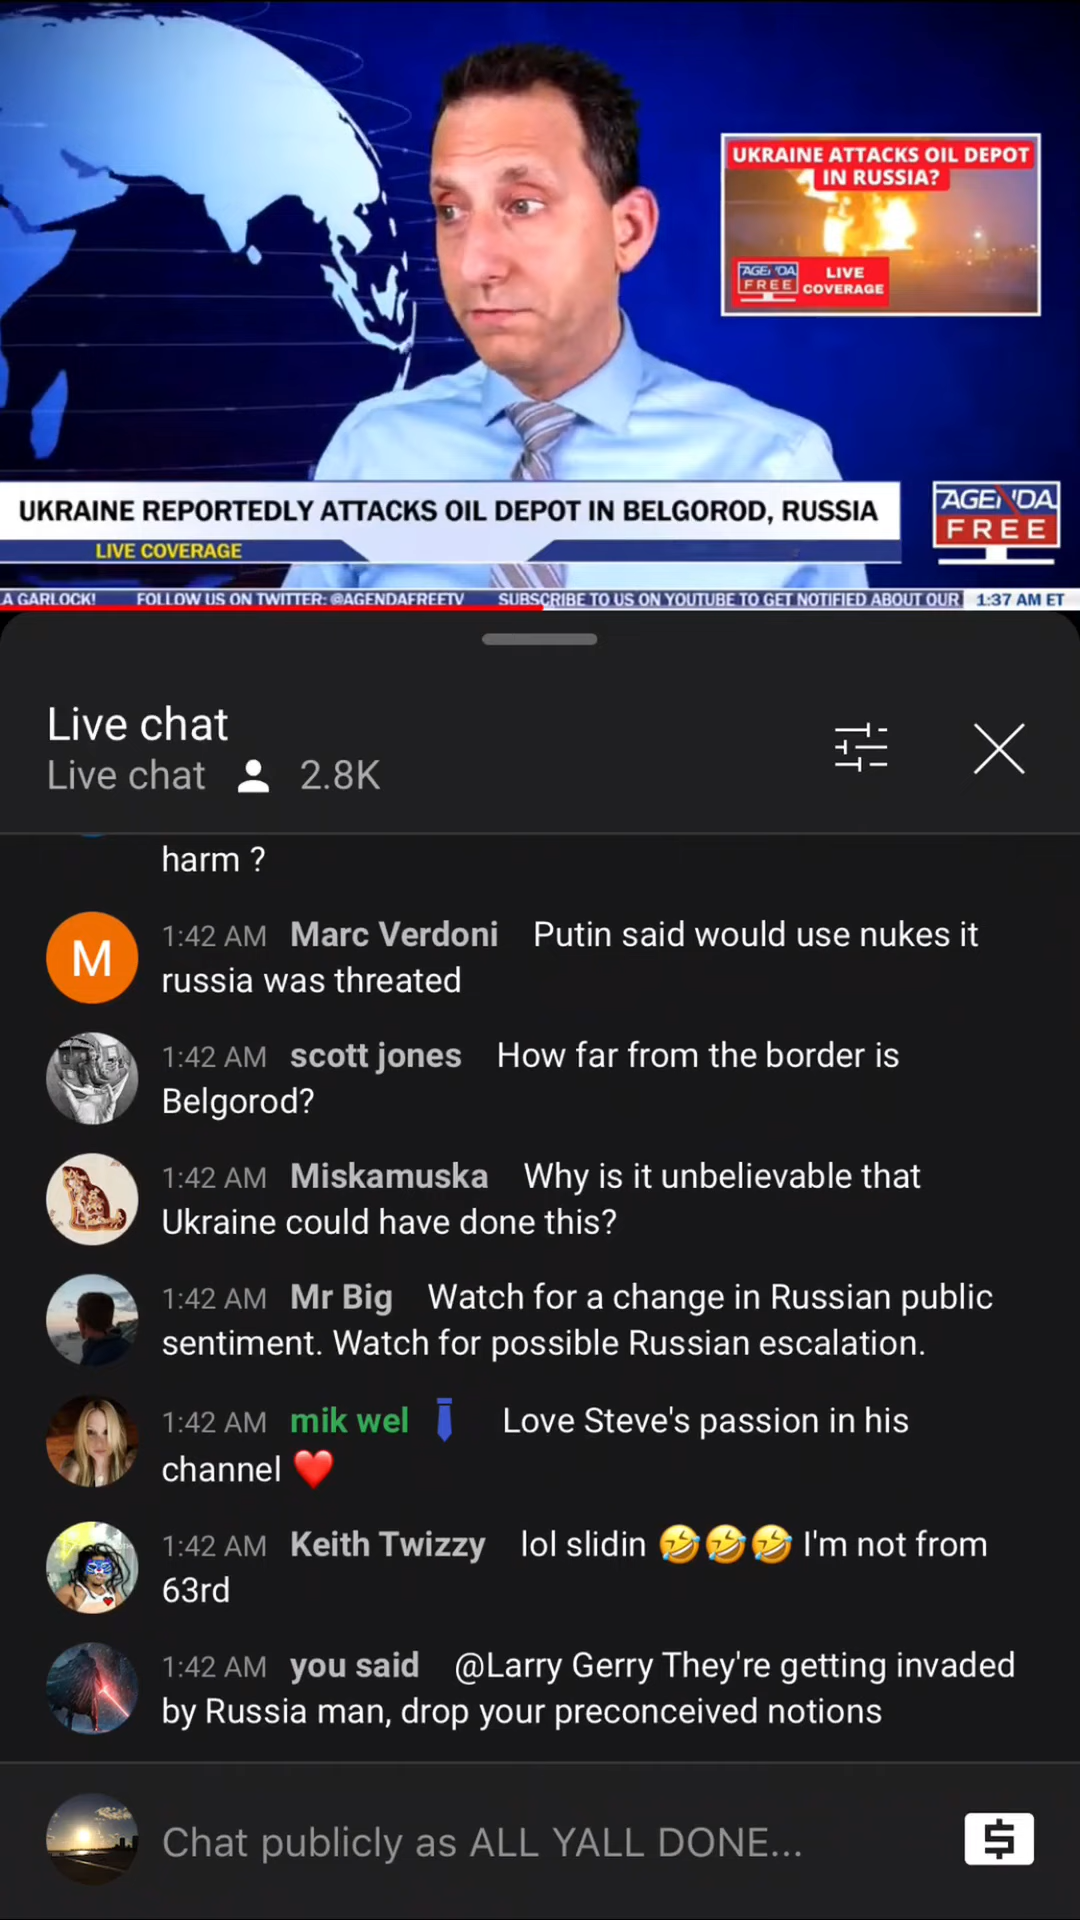 UKRAINE ATTACKS OIL DEPOT
IN RUSSIA?
AGENDA
FREE
LIVE
COVERAGE
UKRAINE REPORTEDLY ATTACKS OIL DEPOT IN BELGOROD, RUSSIA
LIVE COVERAGE
AGENDA
FREE
A GARLOCK! FOLLOW US ON TWITTER: @AGENDAFREETV SUBSCRIBE TO US ON YOUTUBE TO GET NOTIFIED ABOUT OUR 1:37 AM ET
Live chat
Live chat 2.8K
harm ?
M
1:42 AM Marc Verdoni Putin said would use nukes it
russia was threated
1:42 AM scott jones How far from the border is
Belgorod?
1:42 AM Miskamuska Why is it unbelievable that
Ukraine could have done this?
1:42 AM Mr Big Watch for a change in Russian public
sentiment. Watch for possible Russian escalation.
1:42 AM mik wel 👔 Love Steve's passion in his
channel ❤️
1:42 AM Keith Twizzy lol slidin 🤣🤣🤣 I'm not from
63rd
1:42 AM you said @Larry Gerry They're getting invaded
by Russia man, drop your preconceived notions
Chat publicly as ALL YALL DONE...
$